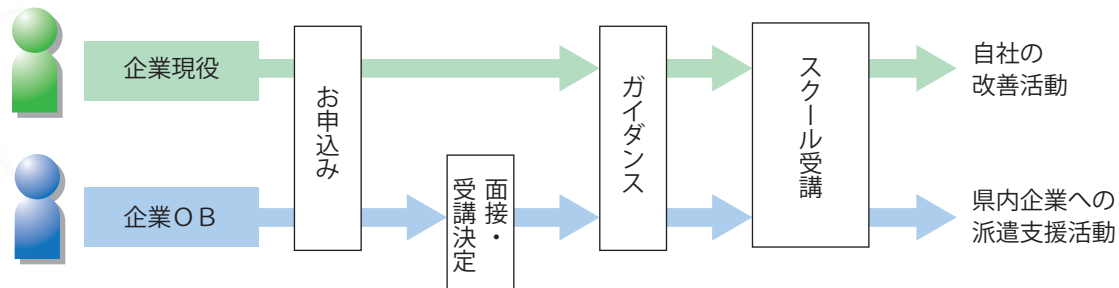 企業現役
お申込み
ガイダンス
スクール受講
自社の
改善活動
企業ＯＢ
面接・
受講決定
県内企業への
派遣支援活動